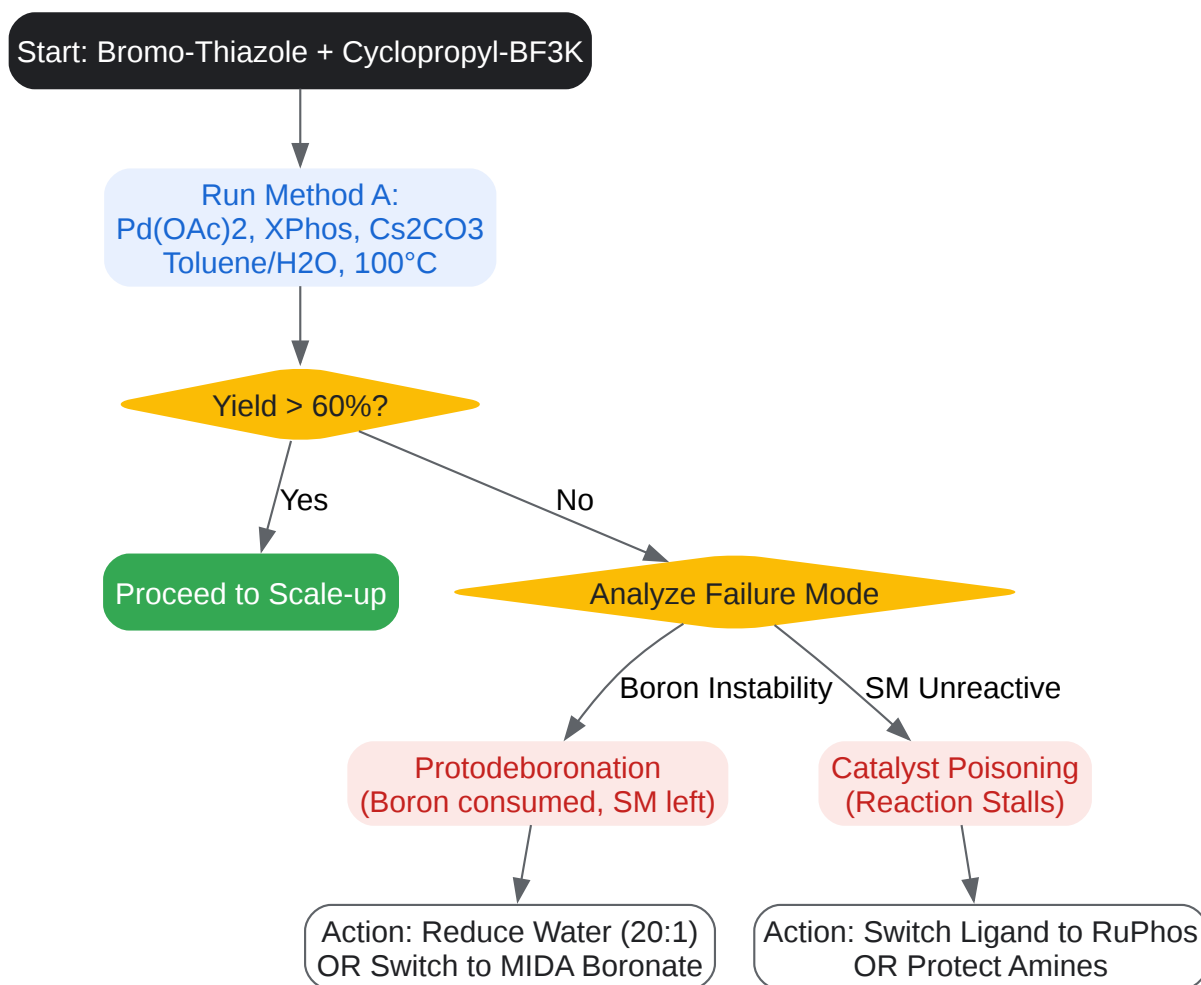 Start: Bromo-Thiazole + Cyclopropyl-BF3K
Run Method A:
Pd(OAc)2, XPhos, Cs2CO3
Toluene/H2O, 100°C
Yield > 60%?
Yes
No
Proceed to Scale-up
Analyze Failure Mode
Boron Instability
SM Unreactive
Protodeboronation
(Boron consumed, SM left)
Catalyst Poisoning
(Reaction Stalls)
Action: Reduce Water (20:1)
OR Switch to MIDA Boronate
Action: Switch Ligand to RuPhos
OR Protect Amines